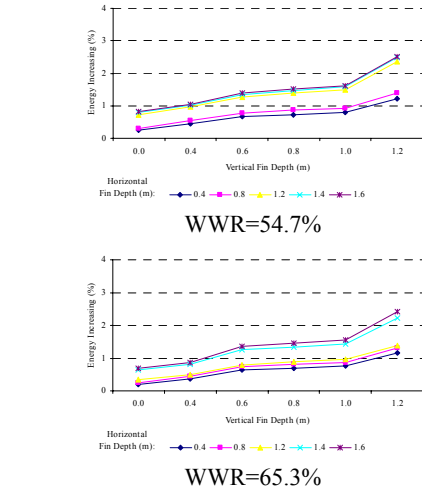 4
3
2
1
0
Energy Increasing (%)
0.0 0.4 0.6 0.8 1.0 1.2
Vertical Fin Depth (m)
Horizontal
Fin Depth (m): 0.4 0.8 1.2 1.4 1.6
WWR=54.7%
4
3
2
1
0
Energy Increasing (%)
0.0 0.4 0.6 0.8 1.0 1.2
Vertical Fin Depth (m)
Horizontal
Fin Depth (m): 0.4 0.8 1.2 1.4 1.6
WWR=65.3%